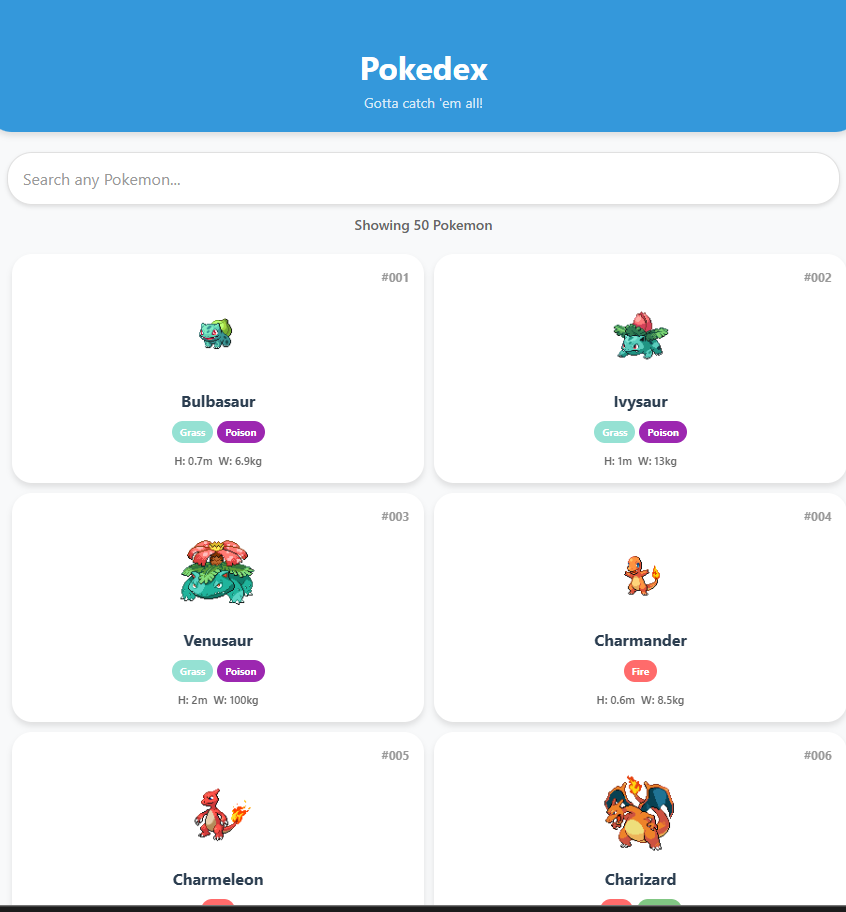 Pokedex
Gotta catch 'em all!
Search any Pokemon...
Showing 50 Pokemon
#001
Bulbasaur
Grass Poison
H: 0.7m W: 6.9kg
#002
Ivysaur
Grass Poison
H: 1m W: 13kg
#003
Venusaur
Grass Poison
H: 2m W: 100kg
#004
Charmander
Fire
H: 0.6m W: 8.5kg
#005
Charmeleon
#006
Charizard